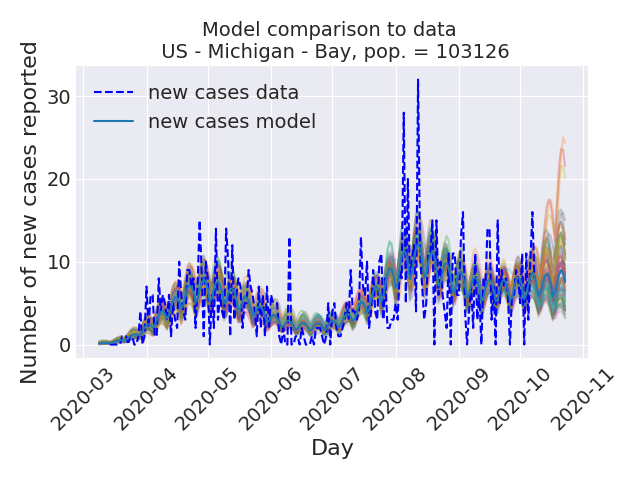 Model comparison to data
US - Michigan - Bay, pop. = 103126
Number of new cases reported
30
20
10
0
new cases data
new cases model
2020-03
2020-04
2020-05
2020-06
2020-07
2020-08
2020-09
2020-10
2020-11
Day